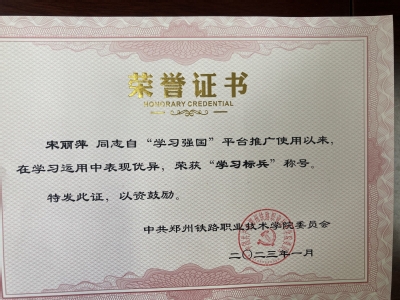 荣誉证书
HONORARY CREDENTIAL
宋丽萍 同志自“学习强国”平台推广使用以来，
在学习运用中表现优异，荣获“学习标兵”称号。
特发此证，以资鼓励。
中共郑州铁路职业技术学院委员会
二〇二三年一月